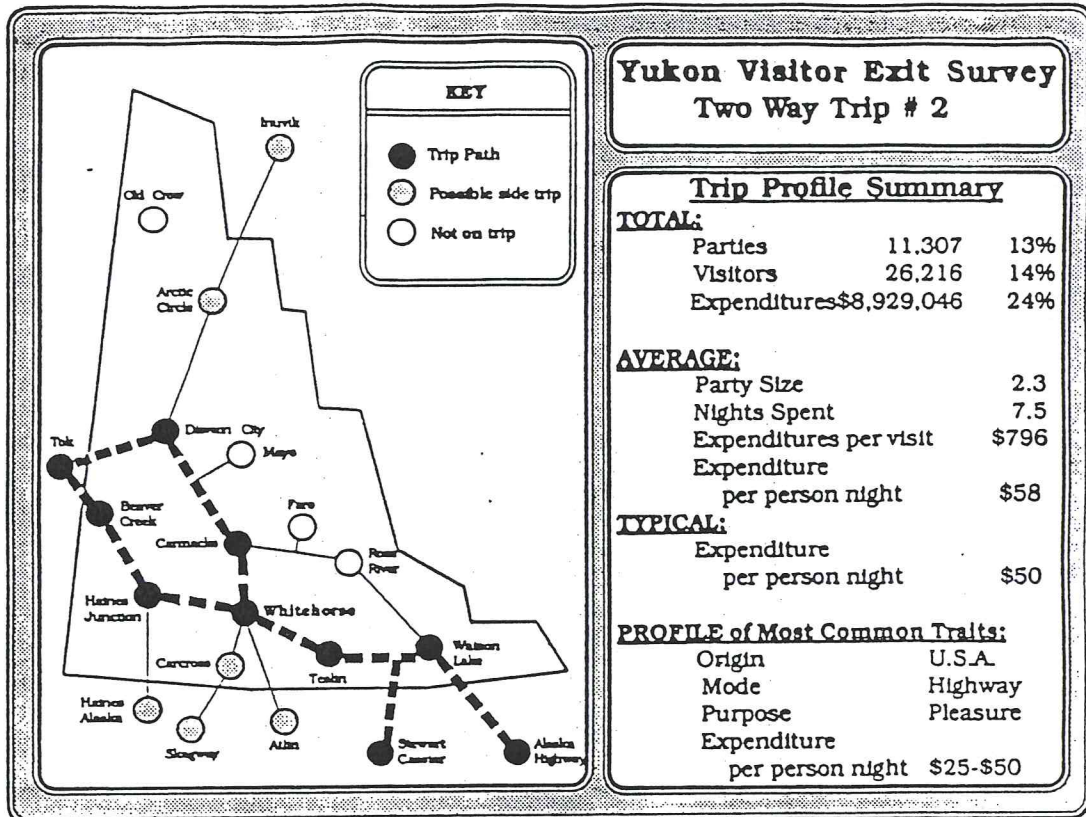 KEY
Trip Path
Possible side trip
Not on trip
Inuvik
Old Crow
Arctic
Circle
Dawson City
Tok
Mayo
Beaver
Creek
Faro
Carmacks
Ross
River
Haines
Junction
Whitehorse
Watson
Lake
Carcross
Teslin
Haines
Alaska
Skagway
Atlin
Stewart
Cassiar
Alaska
Highway
Yukon Visitor Exit Survey
Two Way Trip # 2
Trip Profile Summary
TOTAL:
Parties 11,307 13%
Visitors 26,216 14%
Expenditures $8,929,046 24%
AVERAGE:
Party Size 2.3
Nights Spent 7.5
Expenditures per visit $796
Expenditure
per person night $58
TYPICAL:
Expenditure
per person night $50
PROFILE of Most Common Traits:
Origin U.S.A.
Mode Highway
Purpose Pleasure
Expenditure
per person night $25-$50